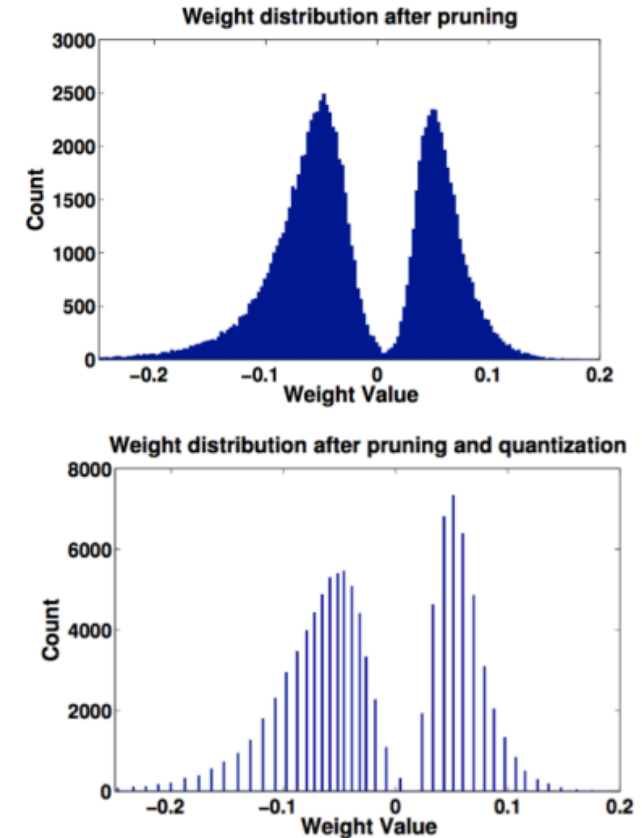 Weight distribution after pruning
3000
2500
2000
1500
1000
500
0
Count
−0.2 −0.1 0 0.1 0.2
Weight Value
Weight distribution after pruning and quantization
8000
6000
4000
2000
0
Count
−0.2 −0.1 0 0.1 0.2
Weight Value